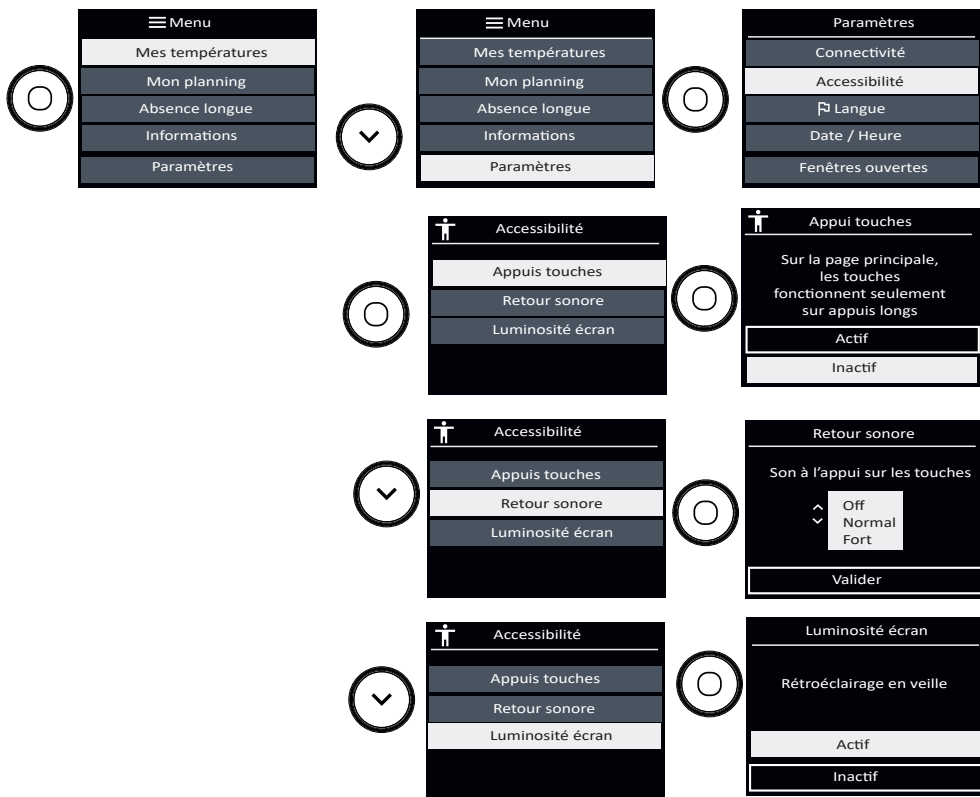 Menu
Mes températures
Mon planning
Absence longue
Informations
Paramètres
Menu
Mes températures
Mon planning
Absence longue
Informations
Paramètres
Paramètres
Connectivité
Accessibilité
Langue
Date / Heure
Fenêtres ouvertes
Accessibilité
Appuis touches
Retour sonore
Luminosité écran
Appui touches
Sur la page principale,
les touches
fonctionnent seulement
sur appuis longs
Actif
Inactif
Accessibilité
Appuis touches
Retour sonore
Luminosité écran
Retour sonore
Son à l'appui sur les touches
Off
Normal
Fort
Valider
Accessibilité
Appuis touches
Retour sonore
Luminosité écran
Luminosité écran
Rétroéclairage en veille
Actif
Inactif